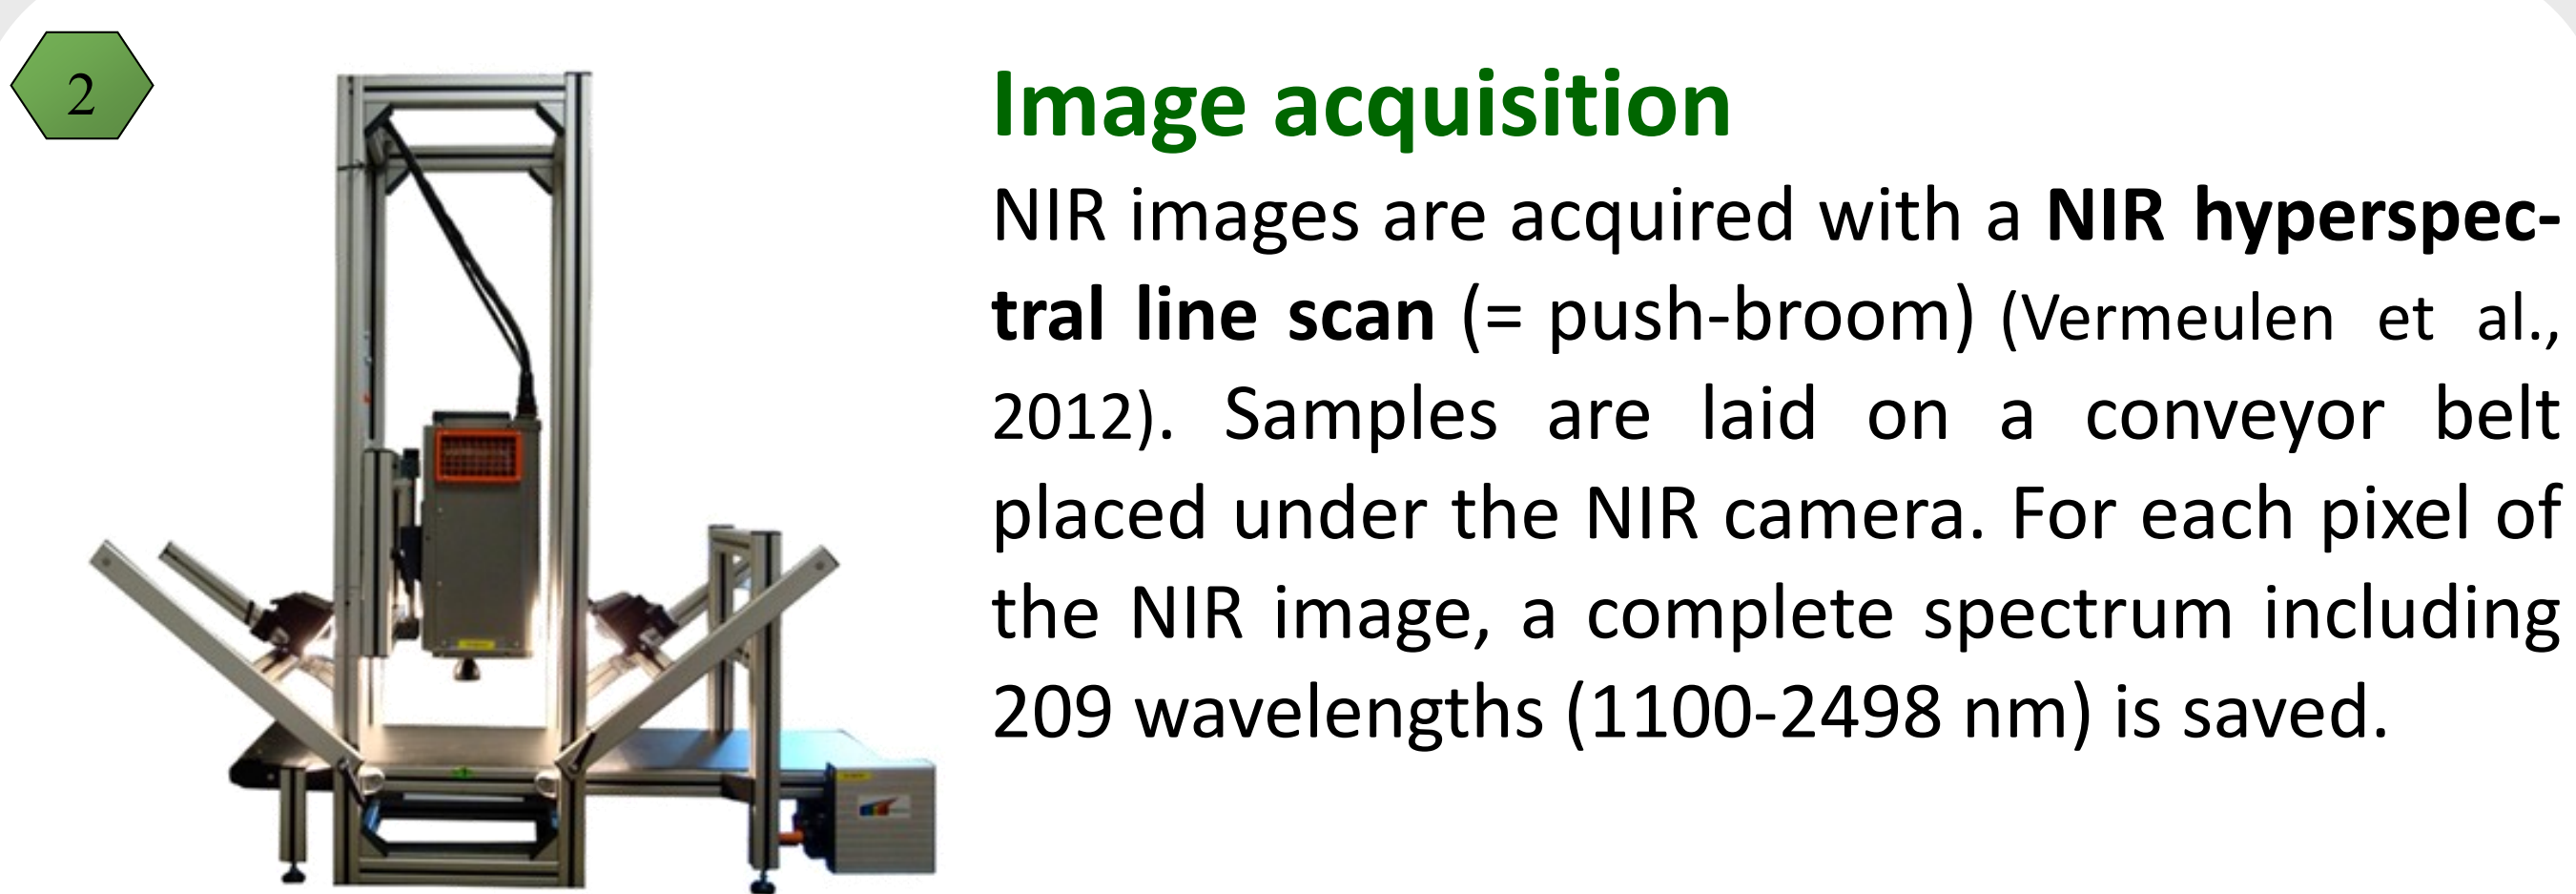 2
Image acquisition
NIR images are acquired with a NIR hyperspec-
tral line scan (= push-broom) (Vermeulen et al.,
2012). Samples are laid on a conveyor belt
placed under the NIR camera. For each pixel of
the NIR image, a complete spectrum including
209 wavelengths (1100-2498 nm) is saved.